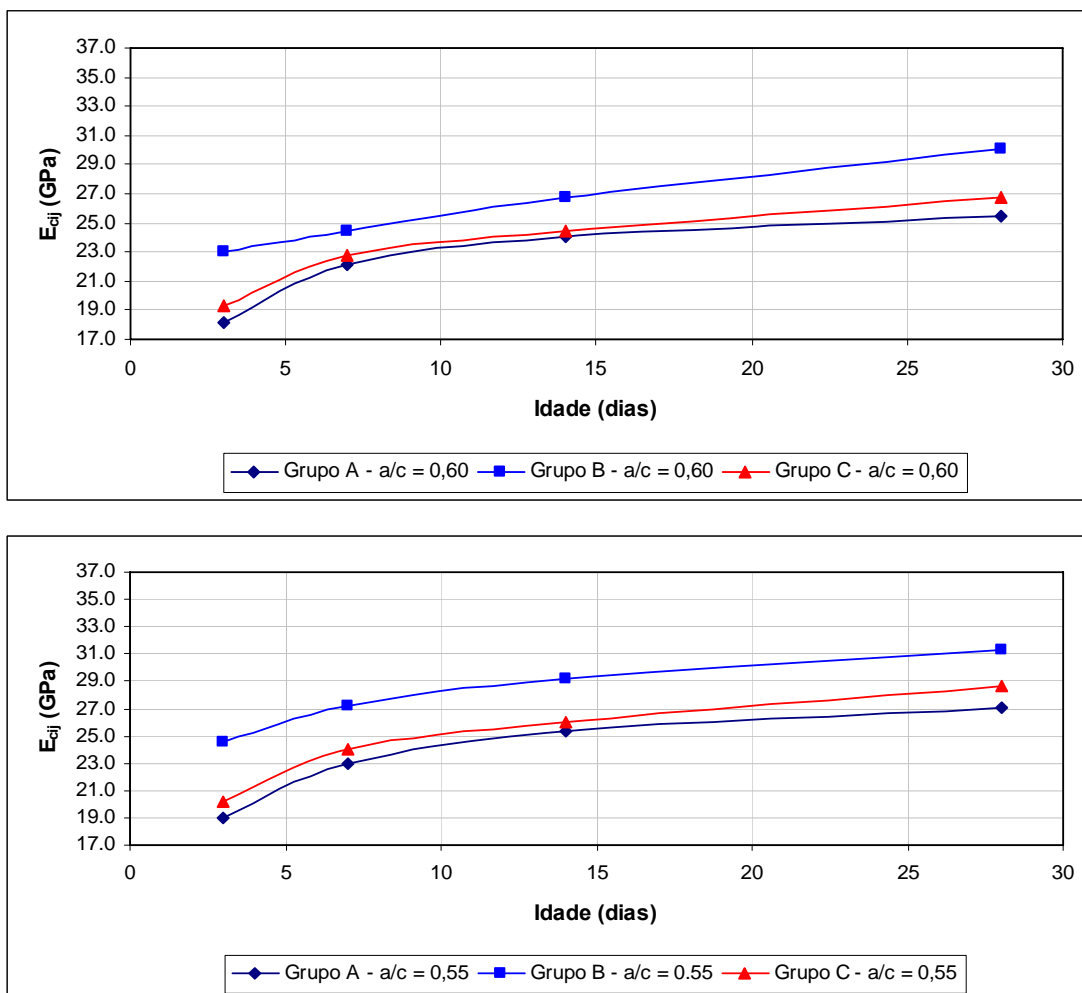 37.0
35.0
33.0
31.0
29.0
27.0
25.0
23.0
21.0
19.0
17.0
E_cij (GPa)
0 5 10 15 20 25 30
Idade (dias)
Grupo A - a/c = 0,60 Grupo B - a/c = 0,60 Grupo C - a/c = 0,60
37.0
35.0
33.0
31.0
29.0
27.0
25.0
23.0
21.0
19.0
17.0
E_cij (GPa)
0 5 10 15 20 25 30
Idade (dias)
Grupo A - a/c = 0,55 Grupo B - a/c = 0.55 Grupo C - a/c = 0,55